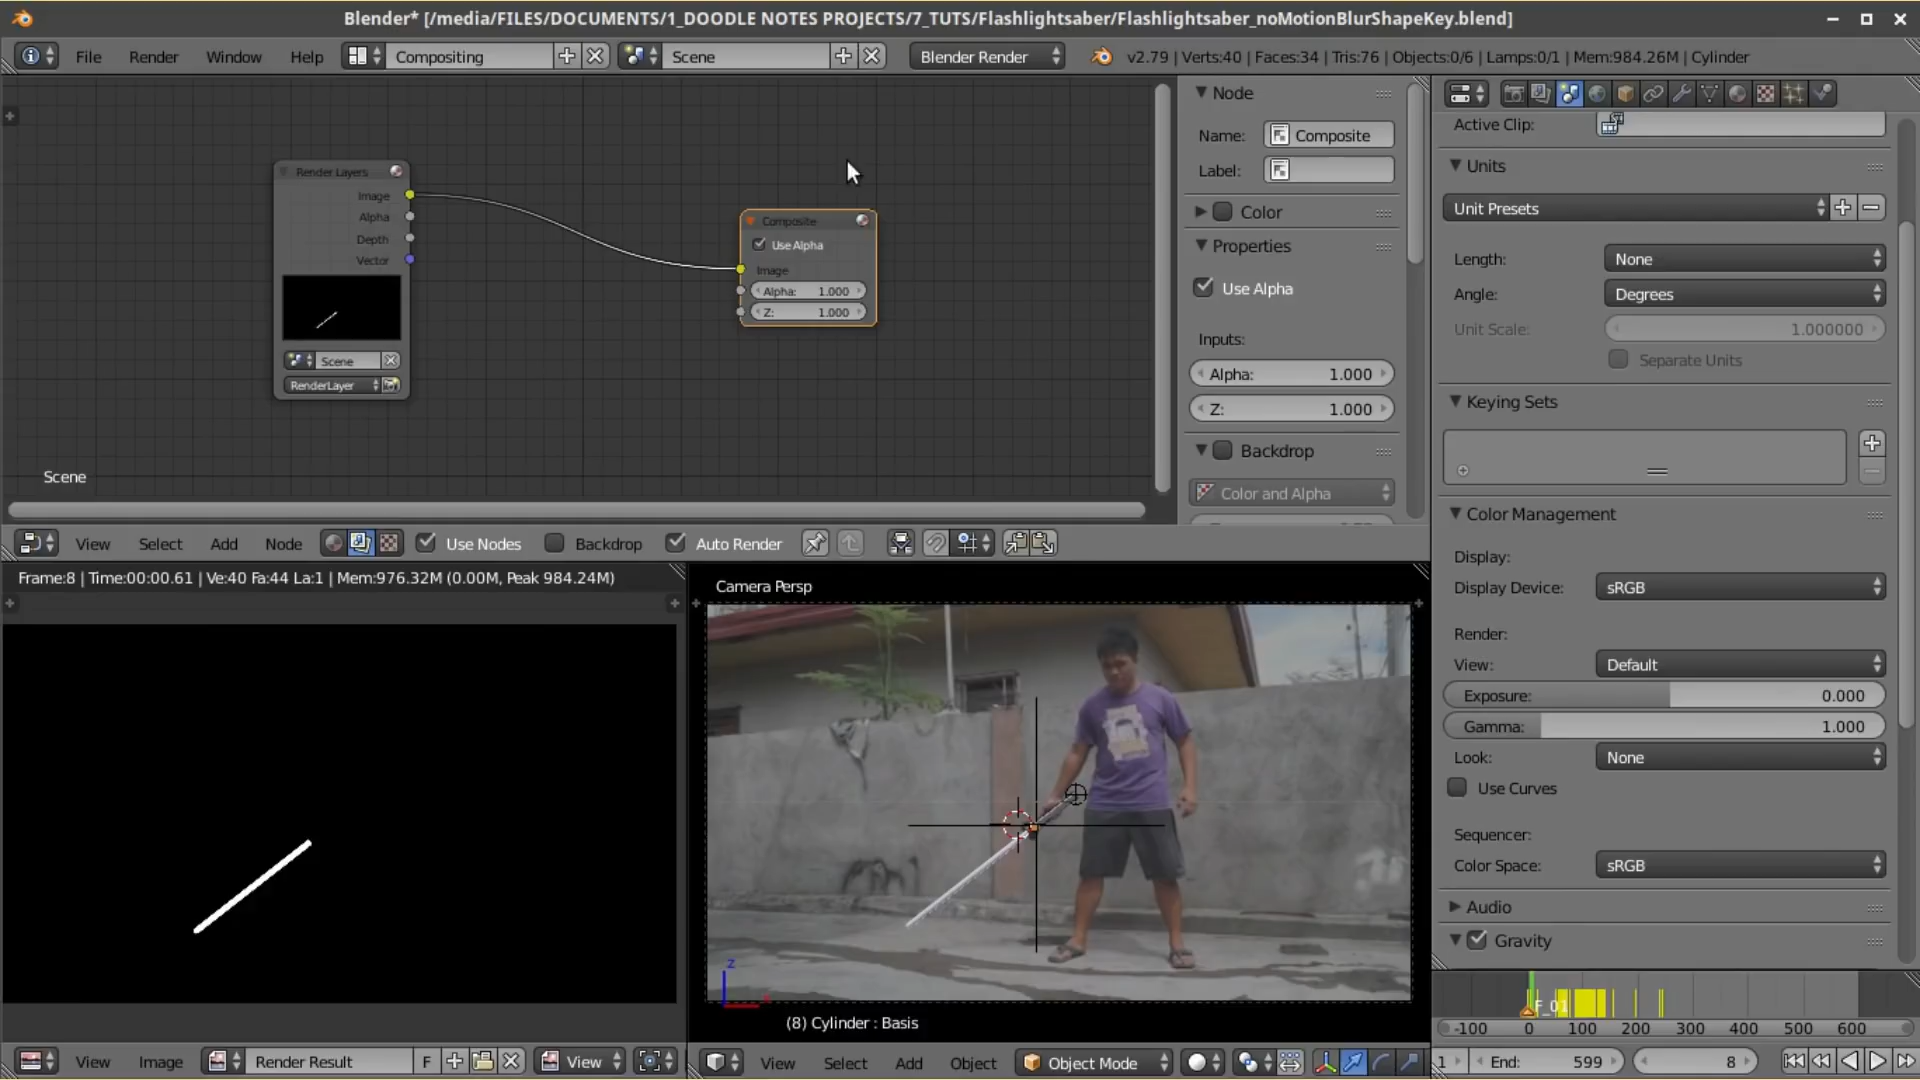 Blender* [/media/FILES/DOCUMENTS/1_DOODLE NOTES PROJECTS/7_TUTS/Flashlightsaber/Flashlightsaber_noMotionBlurShapeKey.blend]
File Render Window Help Compositing Scene Blender Render v2.79 | Verts:40 | Faces:34 | Tris:76 | Objects:0/6 | Lamps:0/1 | Mem:984.26M | Cylinder
Render Layers
Image
Alpha
Depth
Vector
Scene
RenderLayer
Composite
Use Alpha
Image
Alpha: 1.000
Z: 1.000
Scene
Node
Name: Composite
Label:
Color
Properties
Use Alpha
Inputs:
Alpha: 1.000
Z: 1.000
Backdrop
Color and Alpha
View Select Add Node Use Nodes Backdrop Auto Render
Active Clip:
Units
Unit Presets
Length: None
Angle: Degrees
Unit Scale: 1.000000
Separate Units
Keying Sets
Color Management
Display:
Display Device: sRGB
Render:
View: Default
Exposure: 0.000
Gamma: 1.000
Look: None
Use Curves
Sequencer:
Color Space: sRGB
Audio
Gravity
Frame:8 | Time:00:00.61 | Ve:40 Fa:44 La:1 | Mem:976.32M (0.00M, Peak 984.24M)
View Image Render Result F View
Camera Persp
z
(8) Cylinder : Basis
View Select Add Object Object Mode
F_01
-100 0 100 200 300 400 500 600
1 End: 599 8